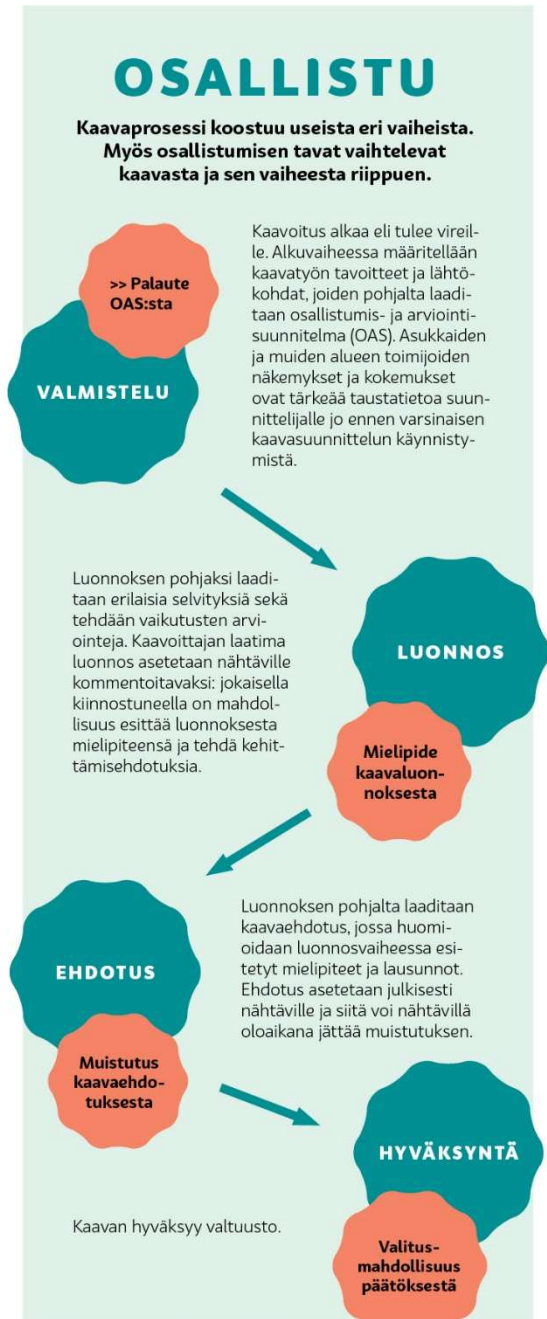 OSALLISTU
Kaavaprosessi koostuu useista eri vaiheista.
Myös osallistumisen tavat vaihtelevat
kaavasta ja sen vaiheesta riippuen.
>> Palaute
OAS:sta
VALMISTELU
Kaavoitus alkaa eli tulee vireil-
le. Alkuvaiheessa määritellään
kaavatyön tavoitteet ja lähtö-
kohdat, joiden pohjalta laadi-
taan osallistumis- ja arviointi-
suunnitelma (OAS). Asukkaiden
ja muiden alueen toimijoiden
näkemykset ja kokemukset
ovat tärkeää taustatietoa suun-
nittelijalle jo ennen varsinaisen
kaavasuunnittelun käynnisty-
mistä.
Luonnoksen pohjaksi laadi-
taan erilaisia selvityksiä sekä
tehdään vaikutusten arvi-
ointeja. Kaavoittajan laatima
luonnos asetetaan nähtäville
kommentoitavaksi: jokaisella
kiinnostuneella on mahdol-
lisuus esittää luonnoksesta
mielipiteensä ja tehdä kehit-
tämisehdotuksia.
LUONNOS
Mielipide
kaavaluon-
noksesta
EHDOTUS
Muistutus
kaavaehdo-
tuksesta
Luonnoksen pohjalta laaditaan
kaavaehdotus, jossa huomi-
oidaan luonnosvaiheessa esi-
tetyt mielipiteet ja lausunnot.
Ehdotus asetetaan julkisesti
nähtäville ja siitä voi nähtävillä
oloaikana jättää muistutuksen.
HYVÄKSYNTÄ
Valitus-
mahdollisuus
päätöksestä
Kaavan hyväksyy valtuusto.